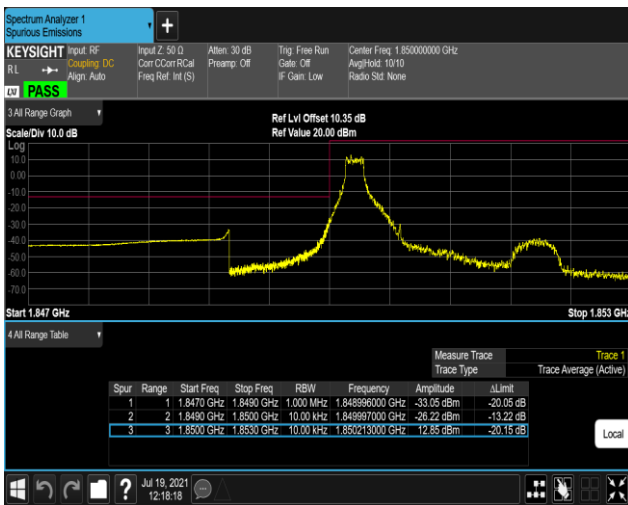 Spectrum Analyzer 1
Spurious Emissions
KEYSIGHT Input: RF Input Z: 50 Ω Atten: 30 dB Trig: Free Run Center Freq: 1.850000000 GHz
RL Coupling: DC Corr CCorr RCal Preamp: Off Gate: Off Avg|Hold: 10/10
Align: Auto Freq Ref: Int (S) IF Gain: Low Radio Std: None
LXI PASS
3 All Range Graph
Ref Lvl Offset 10.35 dB
Scale/Div 10.0 dB Ref Value 20.00 dBm
Log
10.0
0.00
-10.0
-20.0
-30.0
-40.0
-50.0
-60.0
-70.0
Start 1.847 GHz Stop 1.853 GHz
4 All Range Table
Measure Trace Trace 1
Trace Type Trace Average (Active)
Spur Range Start Freq Stop Freq RBW Frequency Amplitude ΔLimit
1 1 1.8470 GHz 1.8490 GHz 1.000 MHz 1.848996000 GHz -33.05 dBm -20.05 dB
2 2 1.8490 GHz 1.8500 GHz 10.00 kHz 1.849997000 GHz -26.22 dBm -13.22 dB
3 3 1.8500 GHz 1.8530 GHz 10.00 kHz 1.850213000 GHz 12.85 dBm -20.15 dB
Local
? Jul 19, 2021
12:18:18